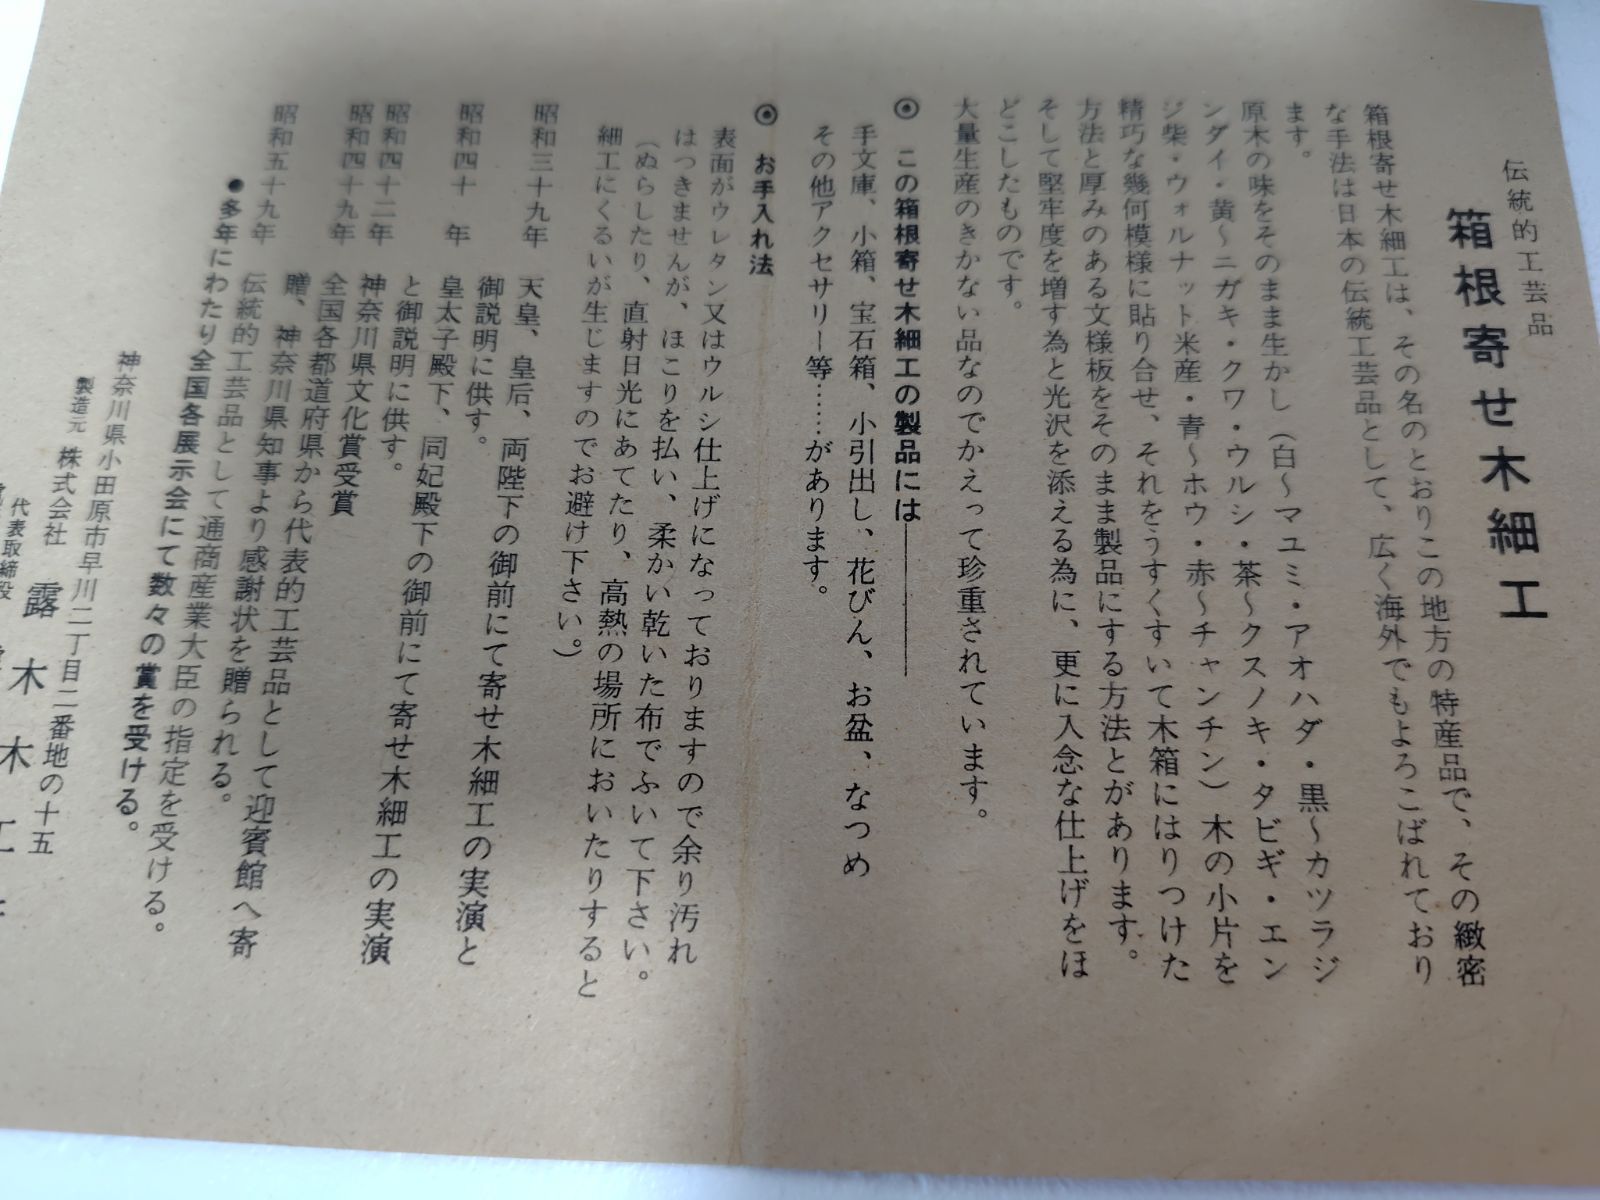 伝統的工芸品
箱根寄せ木細工
箱根寄せ木細工は、その名のとおりこの地方の特産品で、その緻密
な手法は日本の伝統工芸品として、広く海外でもよろこばれており
ます。
原木の味をそのまま生かし（白〜マユミ・アオハダ・黒〜カツラジ
ンダイ・黄〜ニガキ・クワ・ウルシ・茶〜クスノキ・タビギ・エン
ジ柴・ウォルナット米産・青〜ホウ・赤〜チャンチン）木の小片を
精巧な幾何模様に貼り合せ、それをうすくすいて木箱にはりつけた
方法と厚みのある文様板をそのまま製品にする方法とがあります。
そして堅牢度を増す為と光沢を添える為に、更に入念な仕上げをほ
どこしたものです。
大量生産のきかない品なのでかえって珍重されています。
◉ この箱根寄せ木細工の製品には――――
手文庫、小箱、宝石箱、小引出し、花びん、お盆、なつめ
その他アクセサリー等……があります。
◉ お手入れ法
表面がウレタン又はウルシ仕上げになっておりますので余り汚れ
はつきませんが、ほこりを払い、柔かい乾いた布でふいて下さい。
（ぬらしたり、直射日光にあてたり、高熱の場所においたりすると
細工にくるいが生じますのでお避け下さい。）
昭和三十九年 天皇、皇后、両陛下の御前にて寄せ木細工の実演と
御説明に供す。
昭和四十 年 皇太子殿下、同妃殿下の御前にて寄せ木細工の実演
と御説明に供す。
昭和四十二年 神奈川県文化賞受賞
昭和四十九年 全国各都道府県から代表的工芸品として迎賓館へ寄
贈、神奈川県知事より感謝状を贈られる。
昭和五十九年 伝統的工芸品として通商産業大臣の指定を受ける。
●多年にわたり全国各展示会にて数々の賞を受ける。
神奈川県小田原市早川二丁目二番地の十五
製造元 株式会社 露木木工
代表取締役